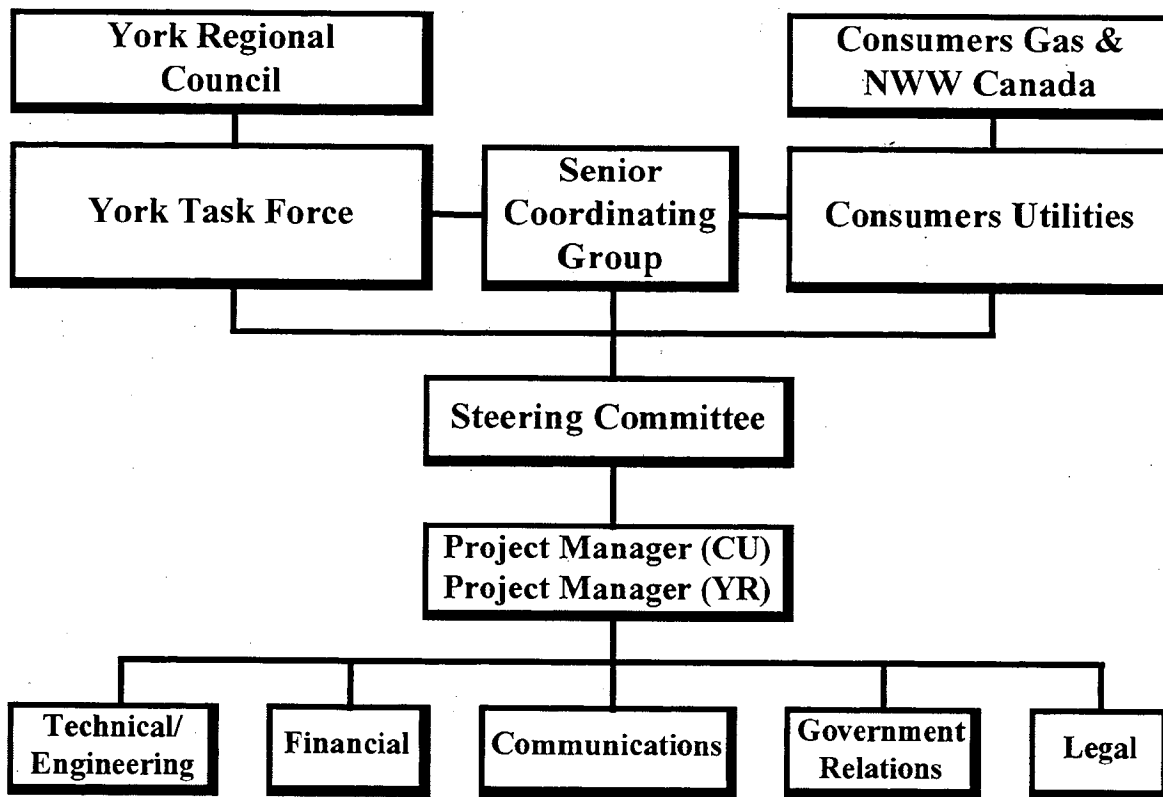 York Regional
Council
Consumers Gas &
NWW Canada
York Task Force
Senior
Coordinating
Group
Consumers Utilities
Steering Committee
Project Manager (CU)
Project Manager (YR)
Technical/
Engineering
Financial
Communications
Government
Relations
Legal